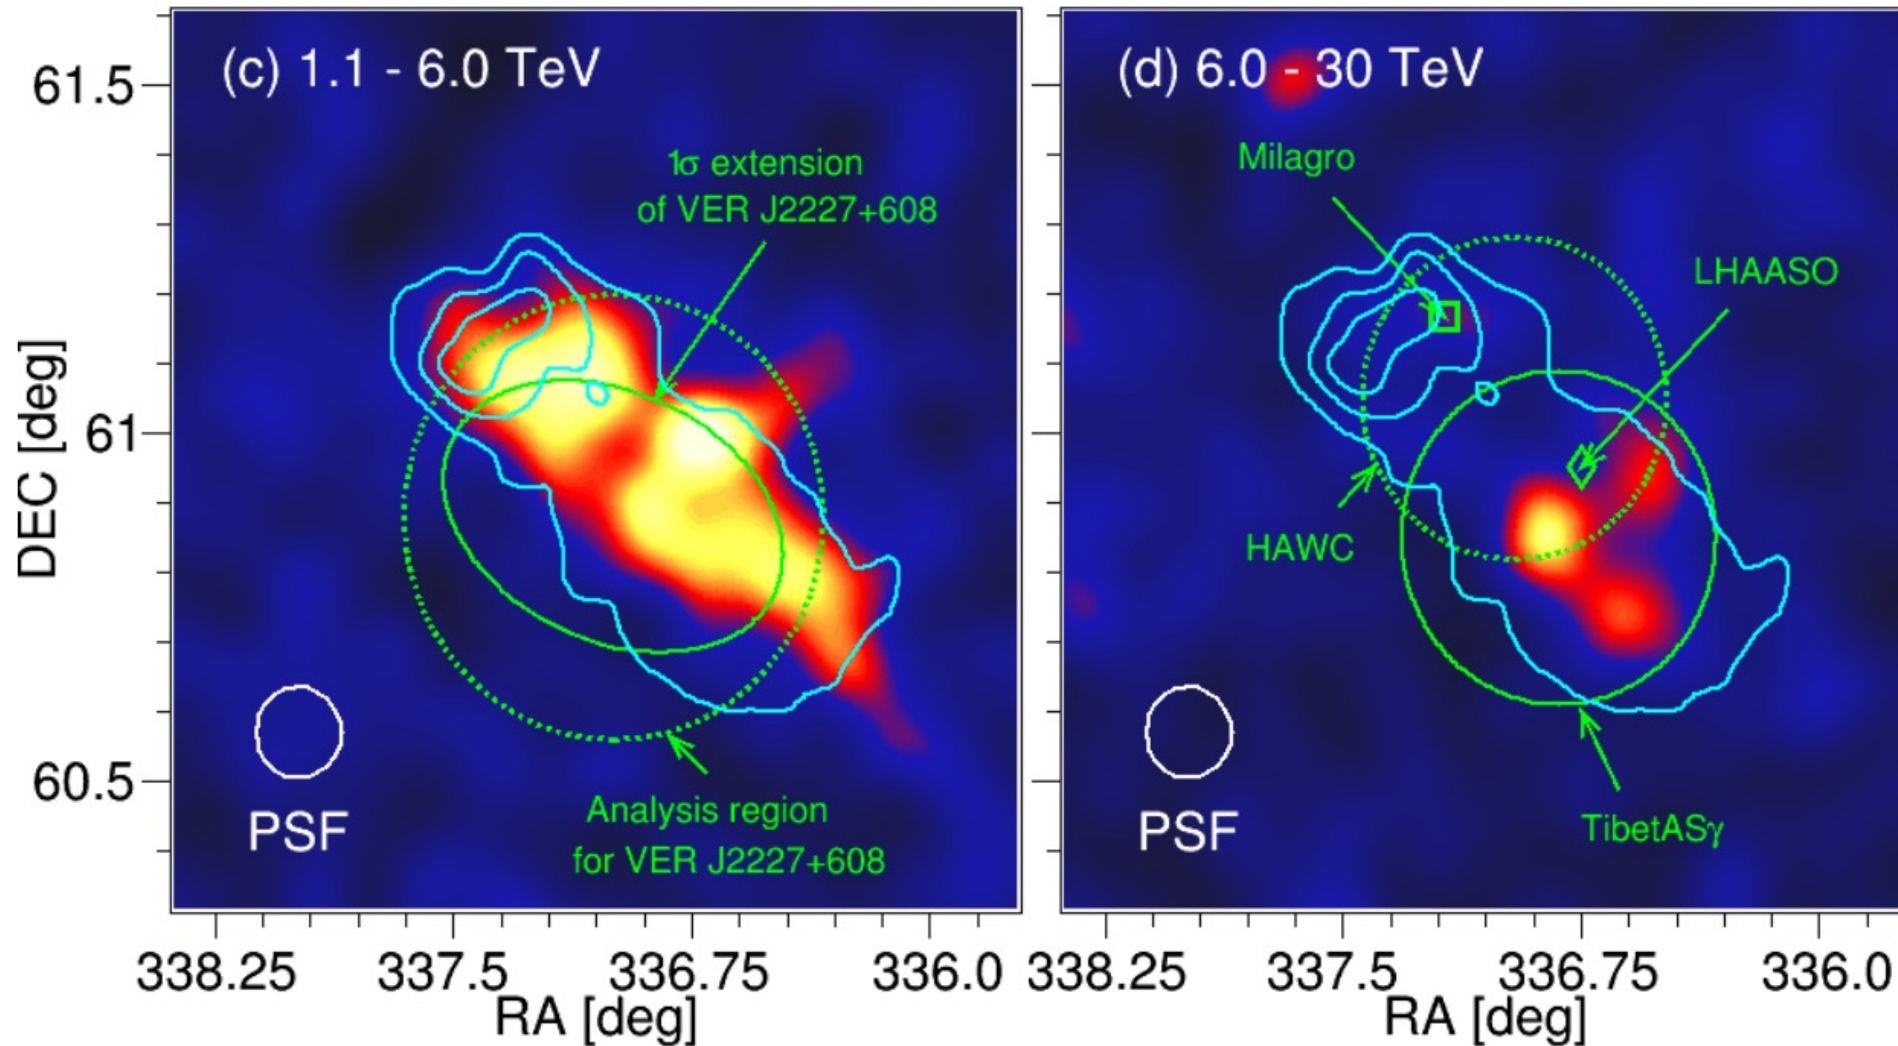 (c) 1.1 - 6.0 TeV
1σ extension
of VER J2227+608
Analysis region
for VER J2227+608
PSF
61.5
61
60.5
DEC [deg]
338.25 337.5 336.75 336.0
RA [deg]
(d) 6.0 - 30 TeV
Milagro
LHAASO
HAWC
TibetASγ
PSF
338.25 337.5 336.75 336.0
RA [deg]